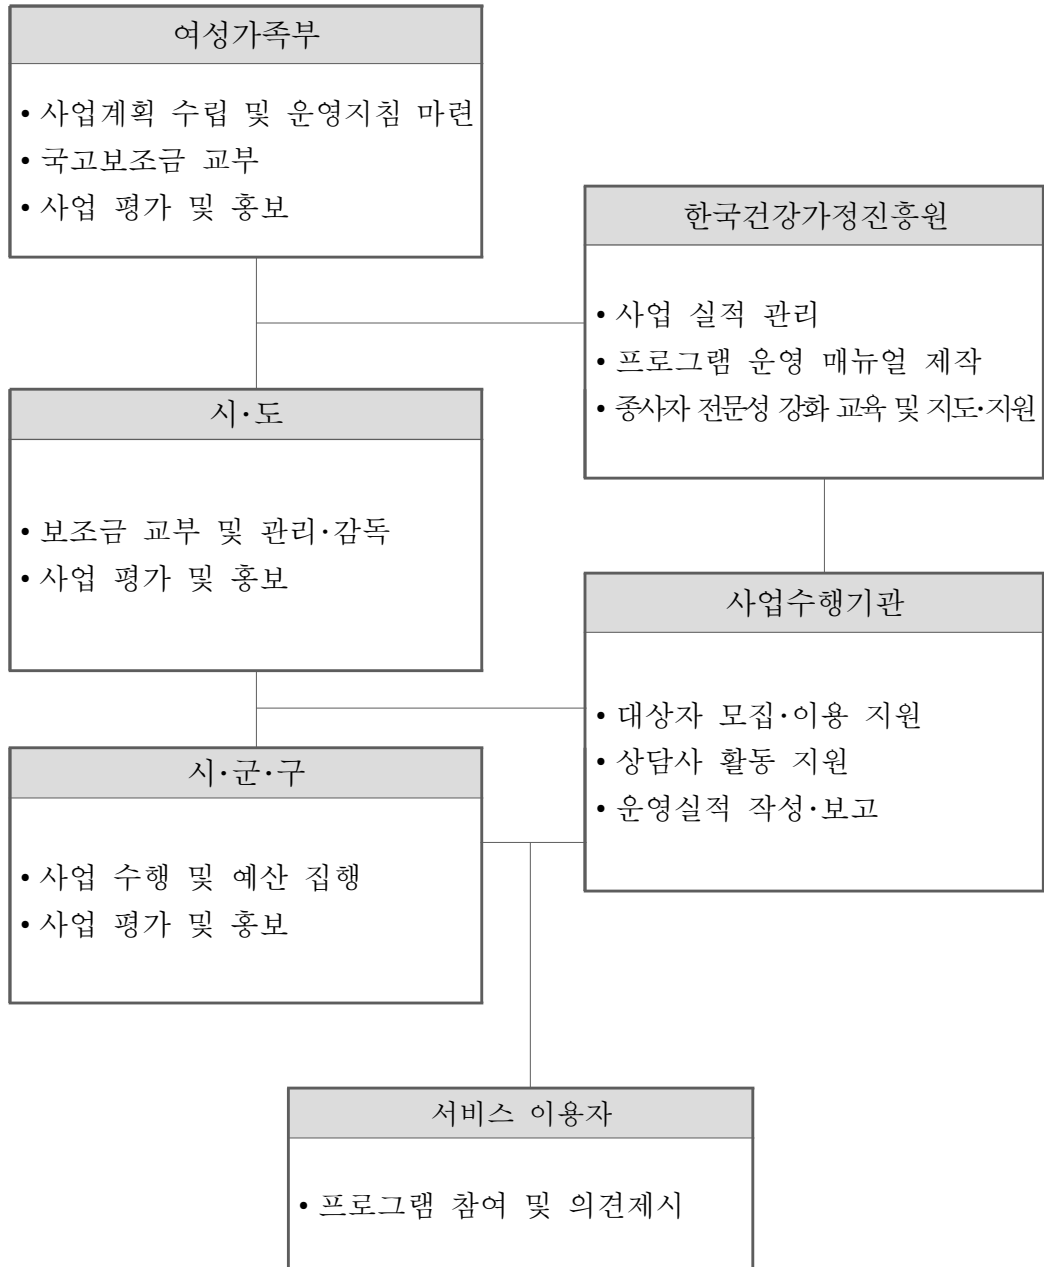 여성가족부
• 사업계획 수립 및 운영지침 마련
• 국고보조금 교부
• 사업 평가 및 홍보
한국건강가정진흥원
• 사업 실적 관리
• 프로그램 운영 매뉴얼 제작
• 종사자 전문성 강화 교육 및 지도·지원
시·도
• 보조금 교부 및 관리·감독
• 사업 평가 및 홍보
사업수행기관
• 대상자 모집·이용 지원
• 상담사 활동 지원
• 운영실적 작성·보고
시·군·구
• 사업 수행 및 예산 집행
• 사업 평가 및 홍보
서비스 이용자
• 프로그램 참여 및 의견제시